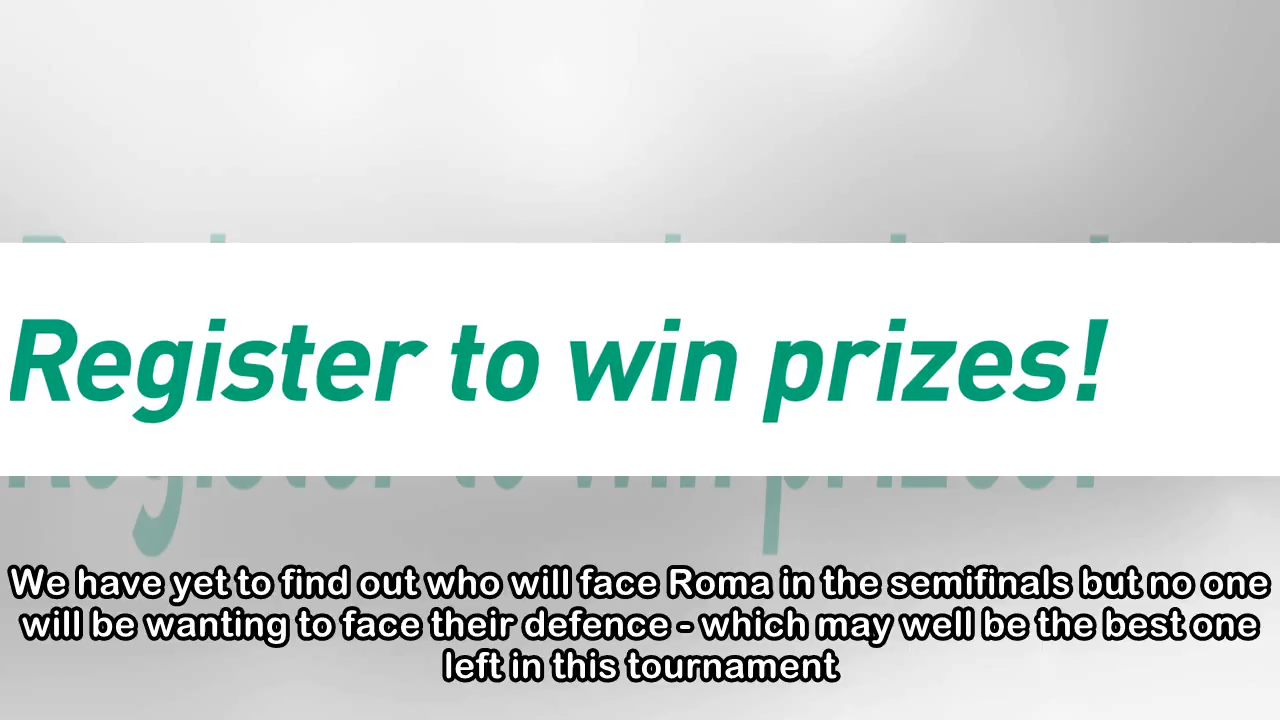 Register to win prizes!
We have yet to find out who will face Roma in the semifinals but no one
will be wanting to face their defence - which may well be the best one
left in this tournament